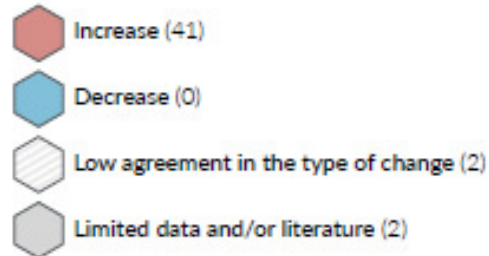 Increase (41)
Decrease (0)
Low agreement in the type of change (2)
Limited data and/or literature (2)